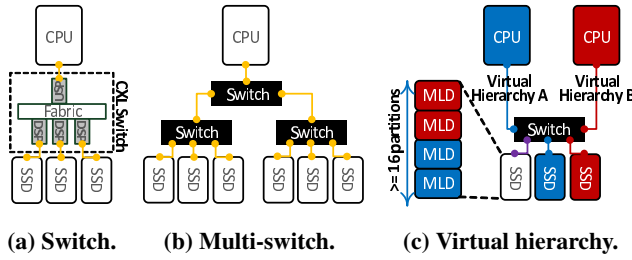 CPU
USP
Fabric
DSP
DSP
DSP
CXL Switch
SSD
SSD
SSD
(a) Switch.
CPU
Switch
Switch
Switch
SSD
SSD
SSD
SSD
SSD
SSD
(b) Multi-switch.
CPU
CPU
Virtual
Hierarchy A
Virtual
Hierarchy B
>= 16partitions
MLD
MLD
MLD
MLD
Switch
SSD
SSD
SSD
(c) Virtual hierarchy.